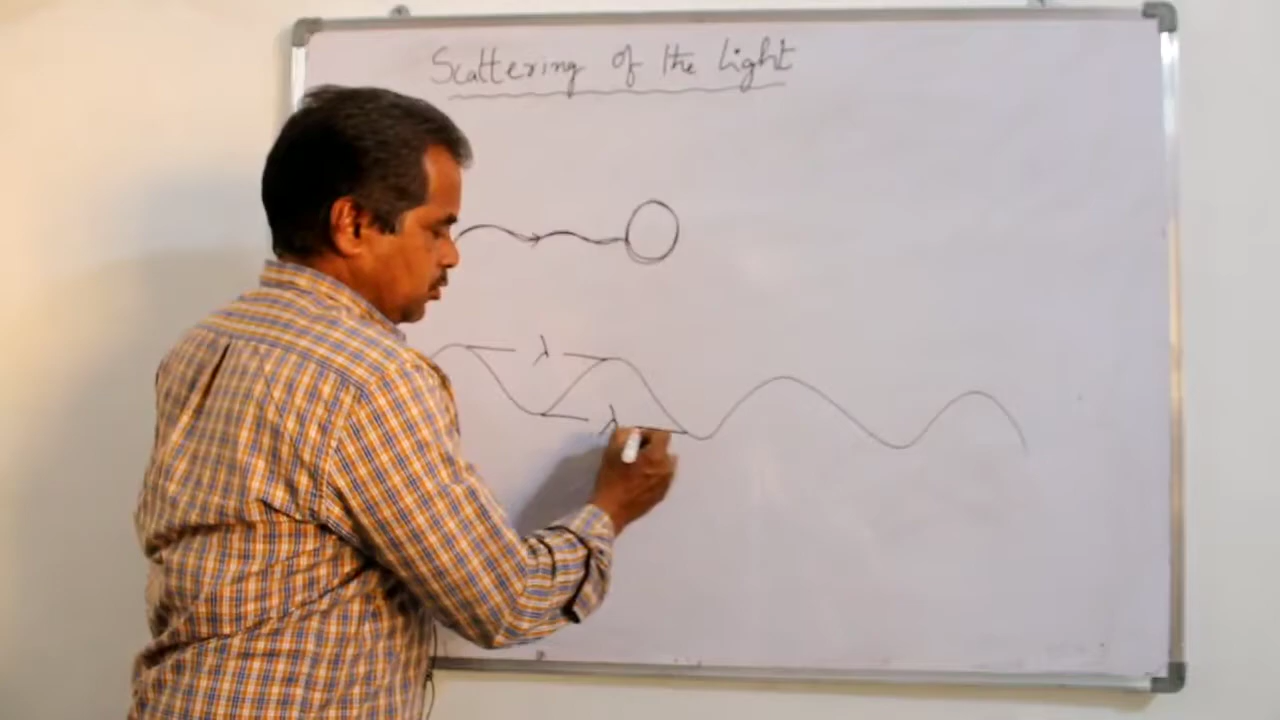 Scattering of the Light
λ
λ